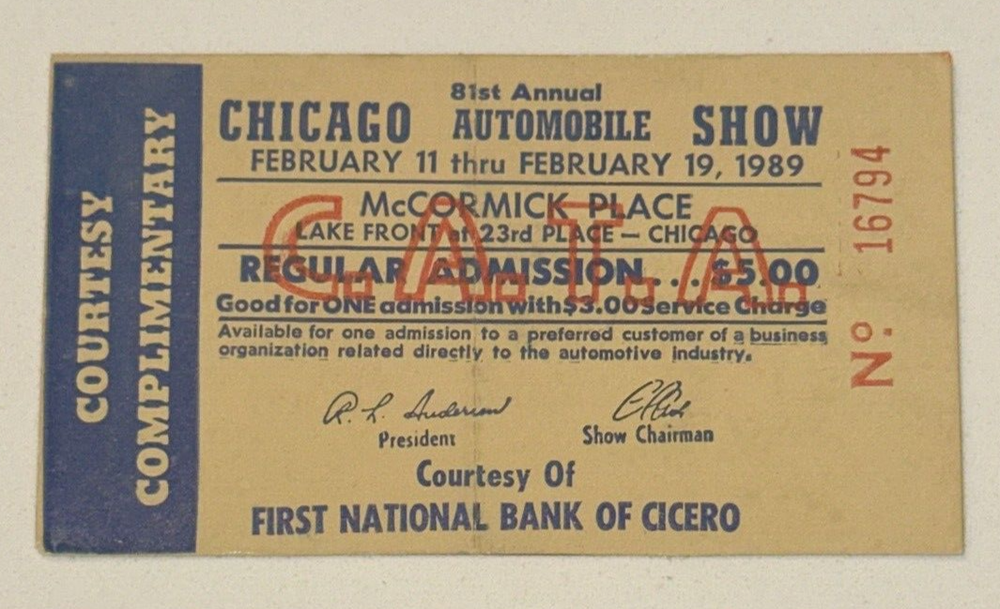 COURTESY
COMPLIMENTARY
81st Annual
CHICAGO AUTOMOBILE SHOW
FEBRUARY 11 thru FEBRUARY 19, 1989
McCORMICK PLACE
LAKE FRONT at 23rd PLACE — CHICAGO
C.A.T.A.
REGULAR ADMISSION . . . $5.00
Good for ONE admission with $3.00 Service Charge
Available for one admission to a preferred customer of a business
organization related directly to the automotive industry.
R. L. Anderson
President
Show Chairman
Courtesy Of
FIRST NATIONAL BANK OF CICERO
No. 16794